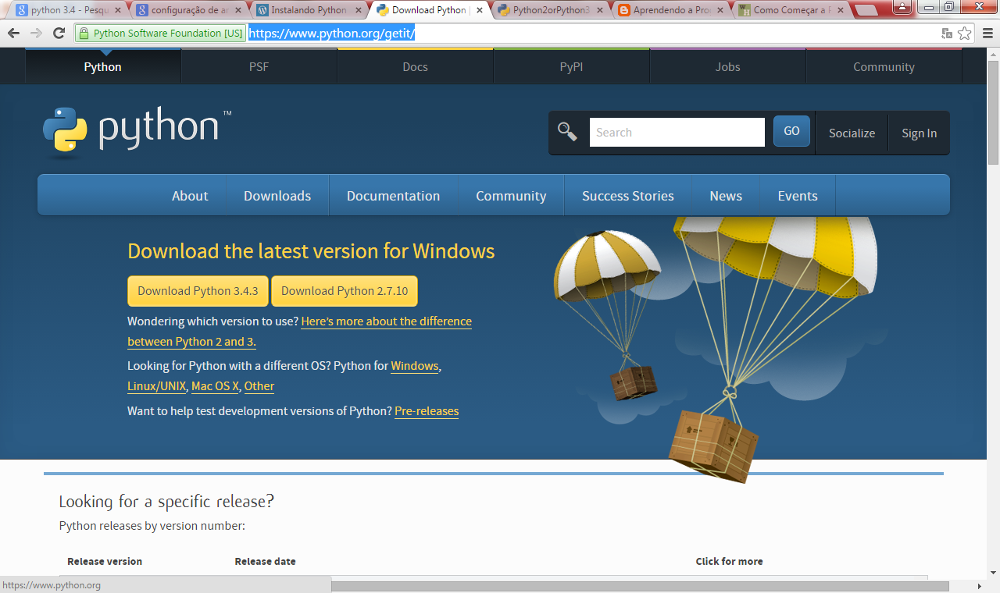 python 3.4 - Pesqu
configuração de ar
Instalando Python
Download Python |
Python2orPython3
Aprendendo a Pro
Como Começar a P
Python Software Foundation [US]
https://www.python.org/getit/
Python
PSF
Docs
PyPI
Jobs
Community
python™
Search
GO
Socialize
Sign In
About
Downloads
Documentation
Community
Success Stories
News
Events
Download the latest version for Windows
Download Python 3.4.3
Download Python 2.7.10
Wondering which version to use? Here's more about the difference
between Python 2 and 3.
Looking for Python with a different OS? Python for Windows,
Linux/UNIX, Mac OS X, Other
Want to help test development versions of Python? Pre-releases
Looking for a specific release?
Python releases by version number:
Release version
Release date
Click for more
https://www.python.org